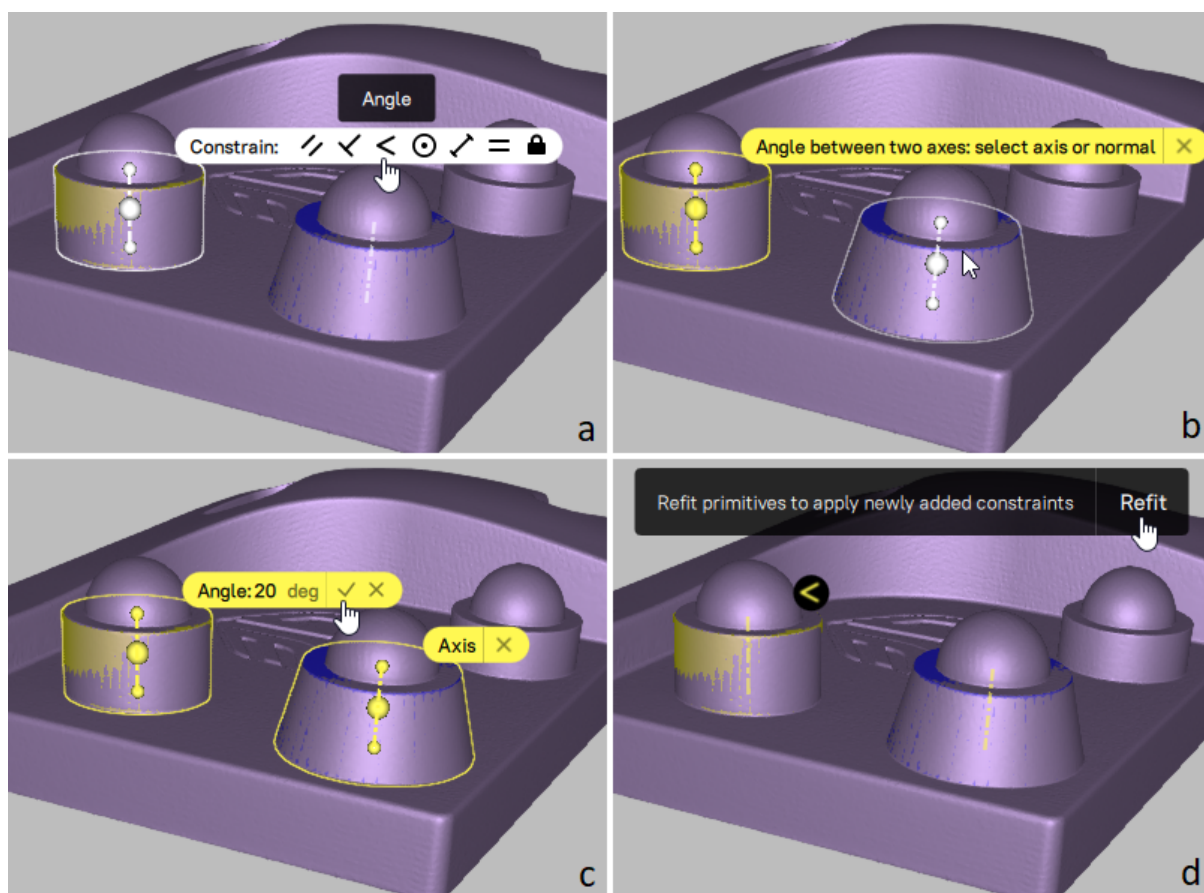 Angle
Constrain:
a
Angle between two axes: select axis or normal
b
Angle: 20 deg
Axis
c
Refit primitives to apply newly added constraints Refit
d